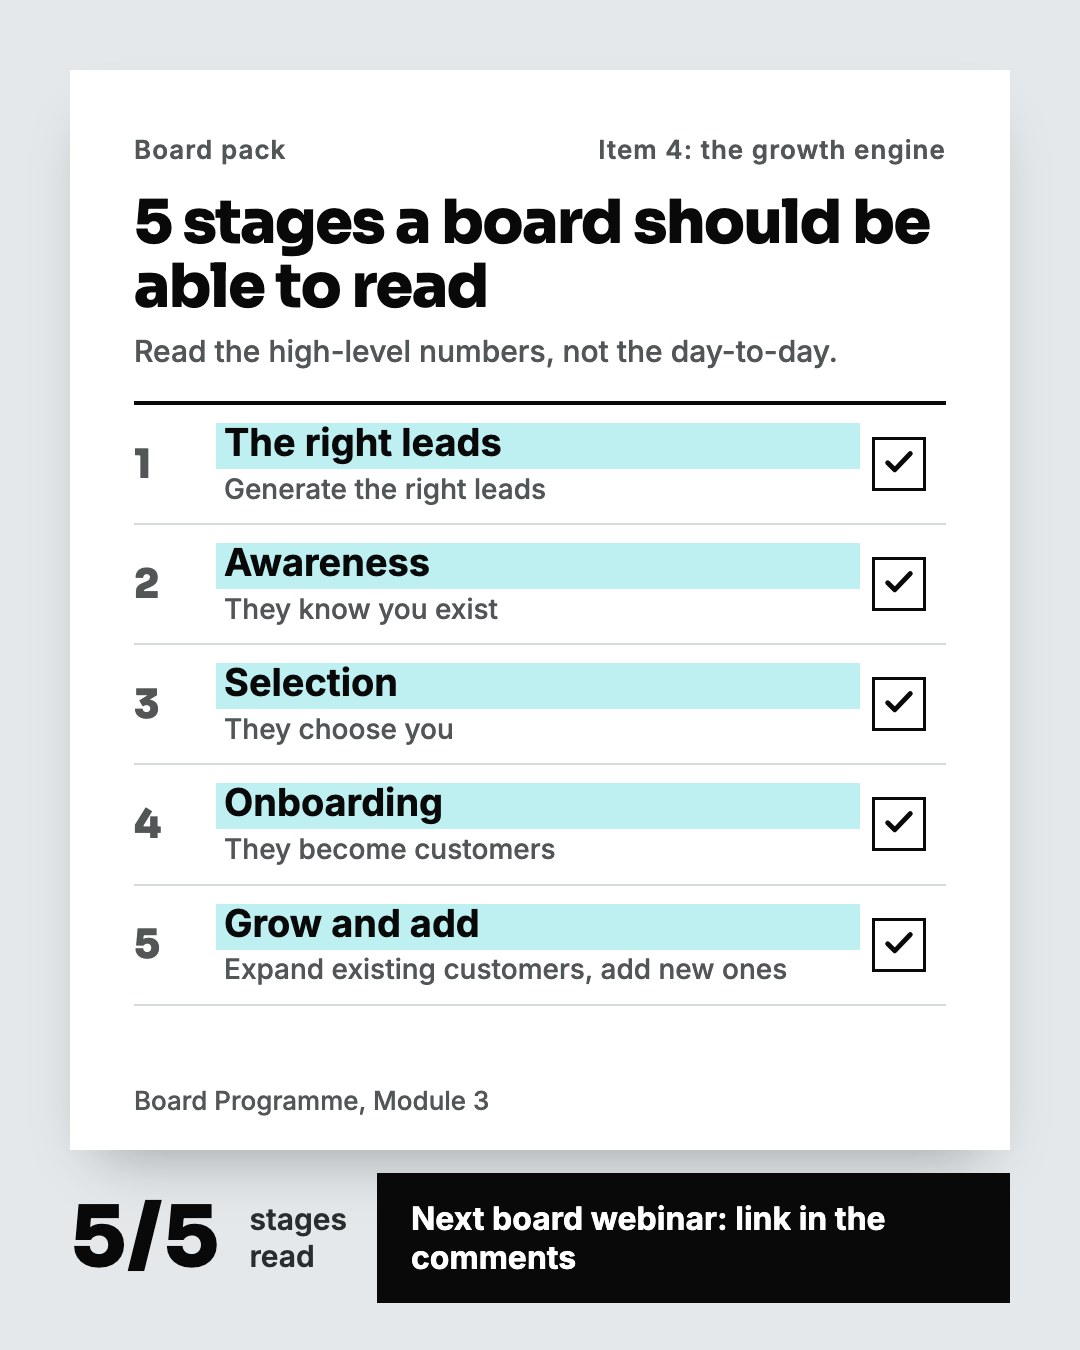 Board pack
Item 4: the growth engine
5 stages a board should be
able to read
Read the high-level numbers, not the day-to-day.
1
The right leads
Generate the right leads
2
Awareness
They know you exist
3
Selection
They choose you
4
Onboarding
They become customers
5
Grow and add
Expand existing customers, add new ones
Board Programme, Module 3
5/5
stages
read
Next board webinar: link in the
comments